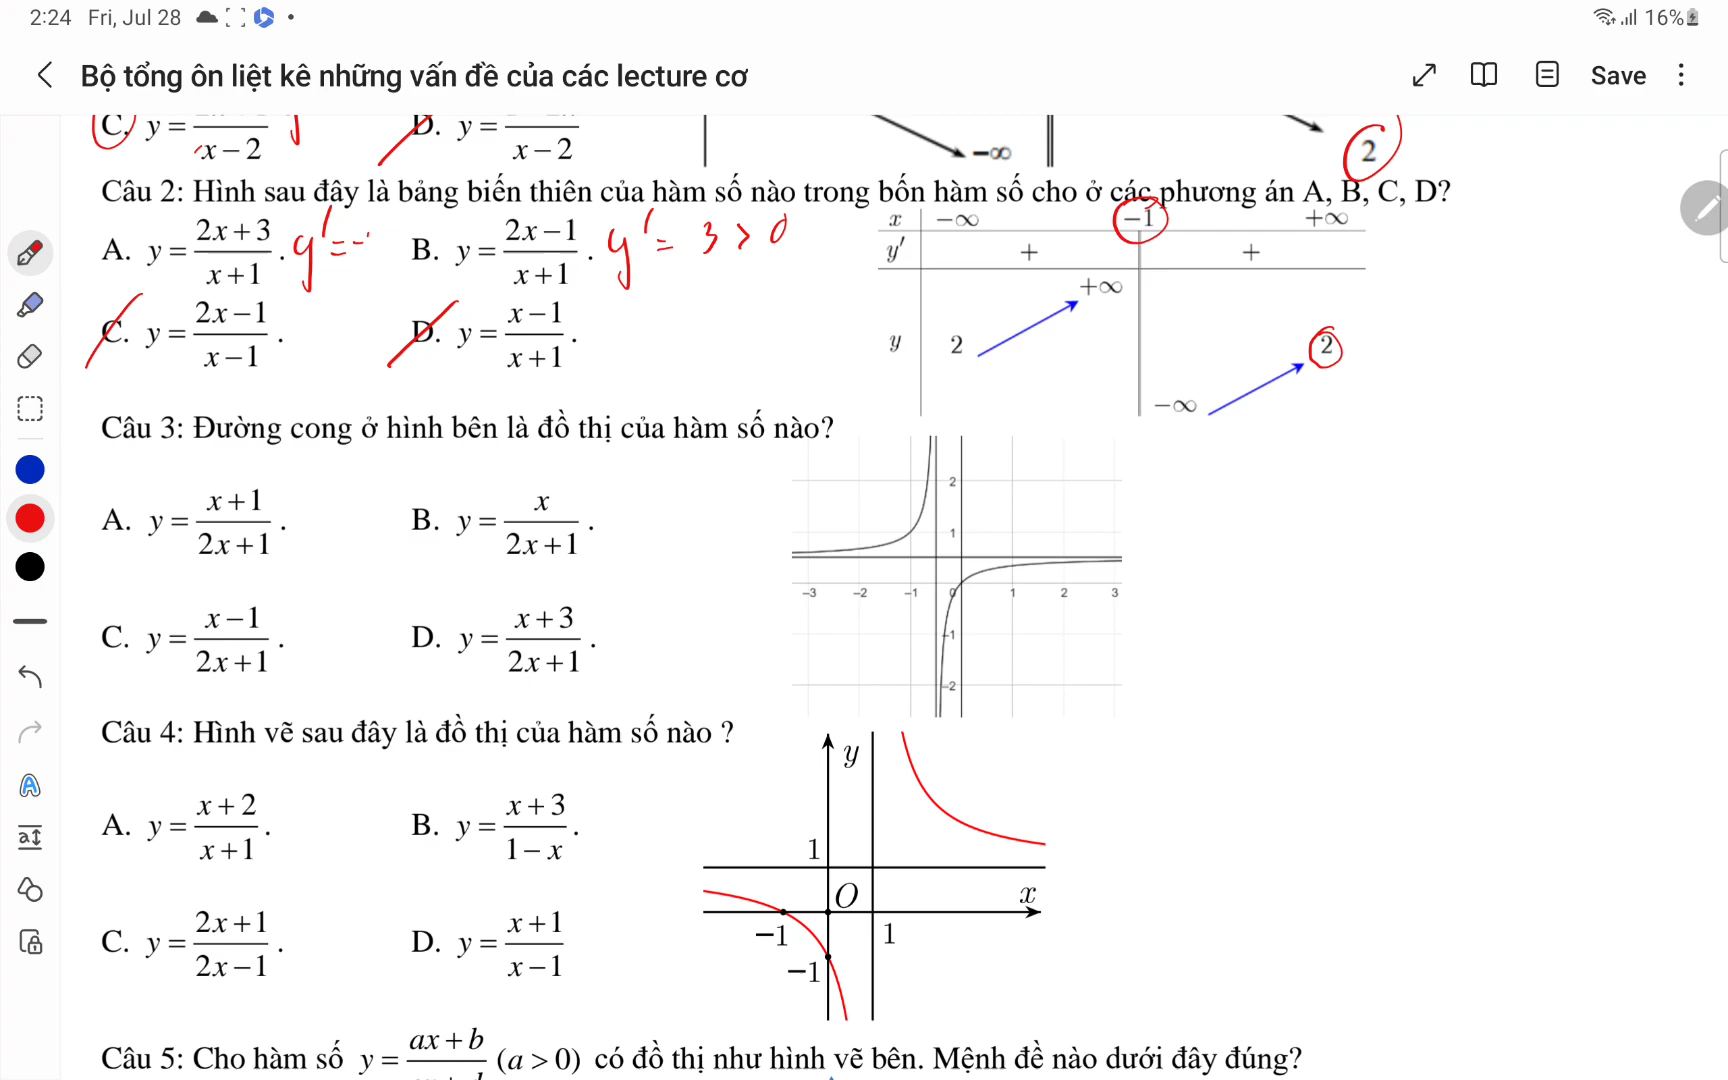 2:24 Fri, Jul 28
16%
Bộ tổng ôn liệt kê những vấn đề của các lecture cơ
Save
C. y = x − 2
D. y = x − 2
−∞
2
Câu 2: Hình sau đây là bảng biến thiên của hàm số nào trong bốn hàm số cho ở các phương án A, B, C, D?
A. y = (2x + 3)/(x + 1) . y' = -
B. y = (2x − 1)/(x + 1) . y' = 3 > 0
C. y = (2x − 1)/(x − 1) .
D. y = (x − 1)/(x + 1) .
x −∞ −1 +∞
y' + +
+∞
y 2 2
−∞
Câu 3: Đường cong ở hình bên là đồ thị của hàm số nào?
A. y = (x + 1)/(2x + 1) .
B. y = x/(2x + 1) .
C. y = (x − 1)/(2x + 1) .
D. y = (x + 3)/(2x + 1) .
2
1
−3 −2 −1 0 1 2 3
−1
−2
Câu 4: Hình vẽ sau đây là đồ thị của hàm số nào ?
A. y = (x + 2)/(x + 1) .
B. y = (x + 3)/(1 − x) .
C. y = (2x + 1)/(2x − 1) .
D. y = (x + 1)/(x − 1)
y
1
O x
−1 1
−1
Câu 5: Cho hàm số y = (ax + b) (a > 0) có đồ thị như hình vẽ bên. Mệnh đề nào dưới đây đúng?